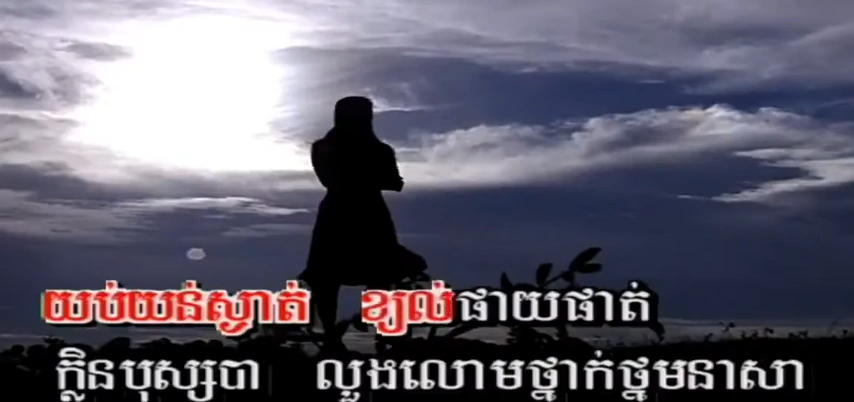 យប់យន់ស្ងាត់ ខ្យល់ផាយផាត់
ក្លិនបុស្សបា លួងលោមថ្នាក់ថ្នមនាសា